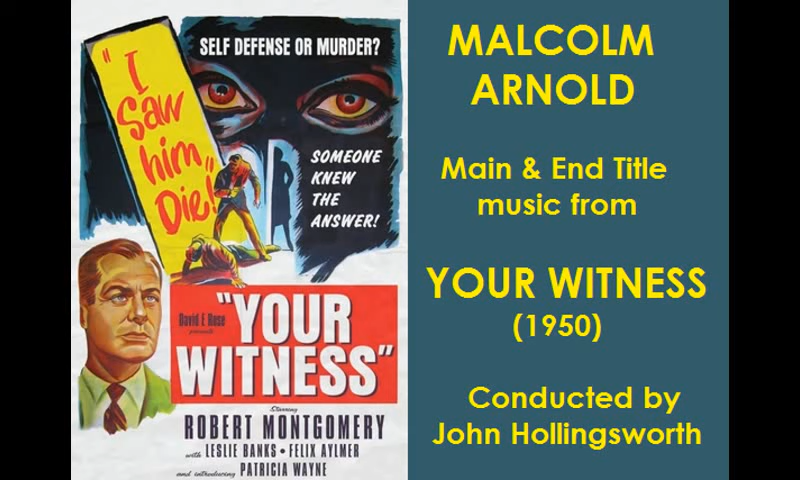 SELF DEFENSE OR MURDER?
"I
Saw
him
Die!"
SOMEONE
KNEW
THE
ANSWER!
David E. Rose
presents
"YOUR
WITNESS"
Starring
ROBERT MONTGOMERY
with LESLIE BANKS • FELIX AYLMER
and introducing PATRICIA WAYNE
MALCOLM
ARNOLD
Main & End Title
music from
YOUR WITNESS
(1950)
Conducted by
John Hollingsworth